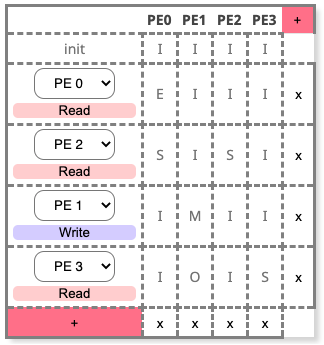 PE0 PE1 PE2 PE3 +
init I I I I
PE 0
Read
E I I I x
PE 2
Read
S I S I x
PE 1
Write
I M I I x
PE 3
Read
I O I S x
+ x x x x